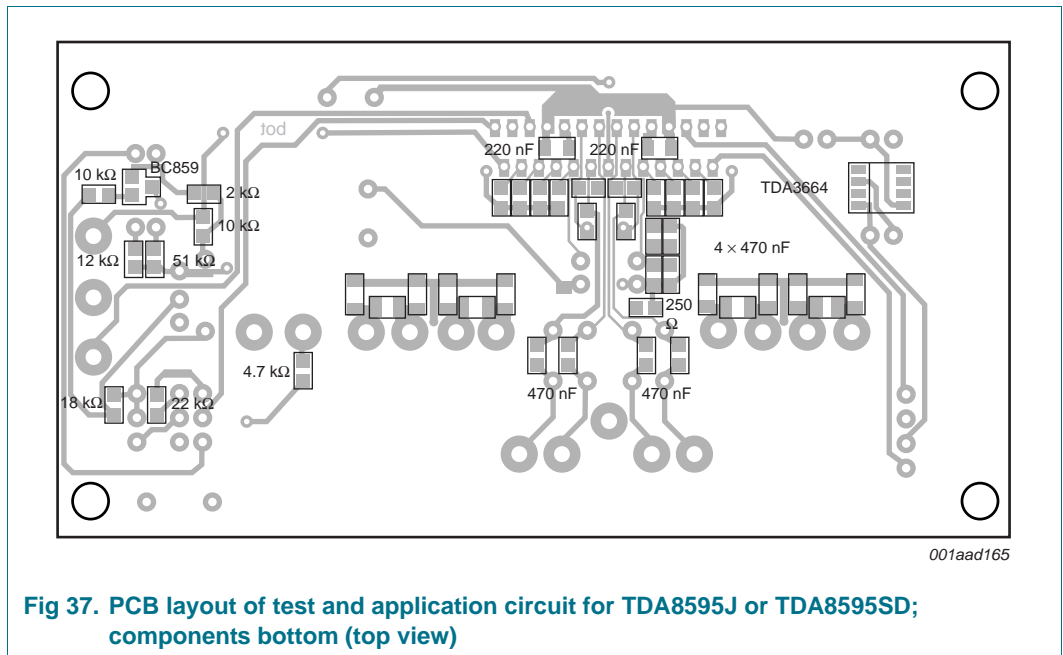 bot
220 nF
220 nF
BC859
10 kΩ
2 kΩ
TDA3664
10 kΩ
12 kΩ
51 kΩ
4 × 470 nF
250
Ω
4.7 kΩ
18 kΩ
22 kΩ
470 nF
470 nF
001aad165
Fig 37. PCB layout of test and application circuit for TDA8595J or TDA8595SD;
components bottom (top view)